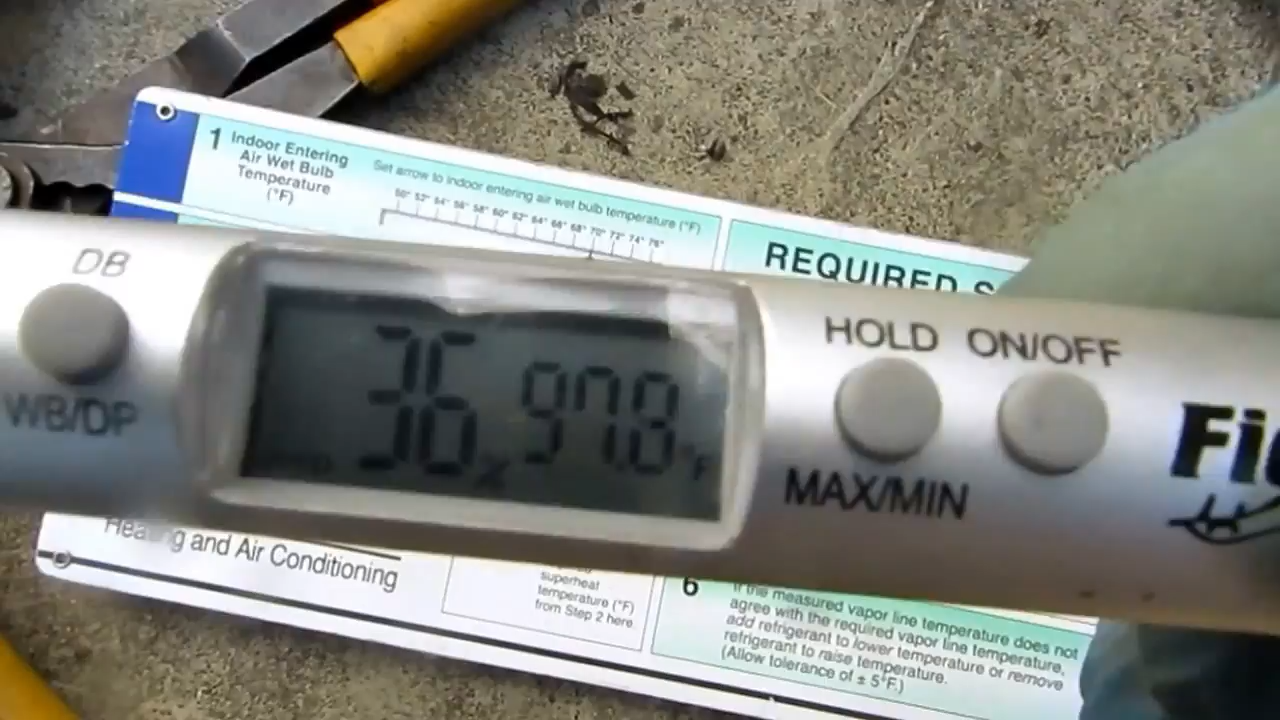 1 Indoor Entering
Air Wet Bulb
Temperature
(°F)
Set arrow to indoor entering air wet bulb temperature (°F)
50° 52° 54° 56° 58° 60° 62° 64° 66° 68° 70° 72° 74° 76°
REQUIRED S
DB
WB/DP
36% 97.8°F
HOLD ON/OFF
MAX/MIN
Fie
Heating and Air Conditioning
superheat
temperature (°F)
from Step 2 here
6 If the measured vapor line temperature does not
agree with the required vapor line temperature,
add refrigerant to lower temperature or remove
refrigerant to raise temperature.
(Allow tolerance of ± 5°F.)